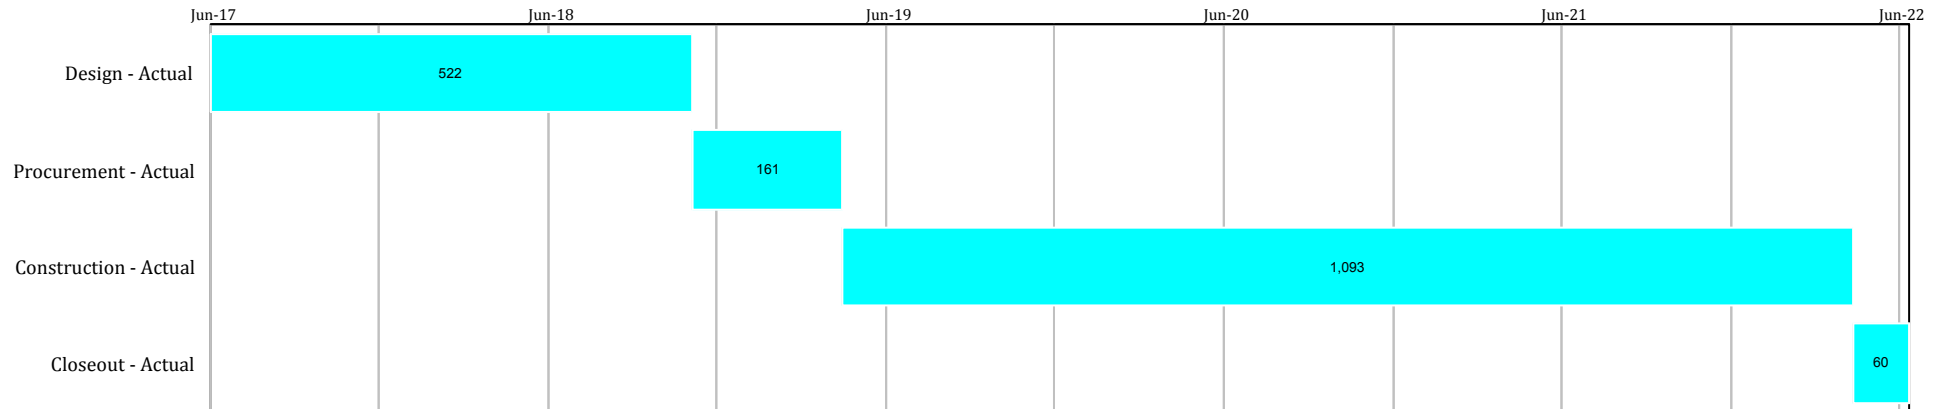 Jun-17 Jun-18 Jun-19 Jun-20 Jun-21 Jun-22
Design - Actual 522
Procurement - Actual 161
Construction - Actual 1,093
Closeout - Actual 60